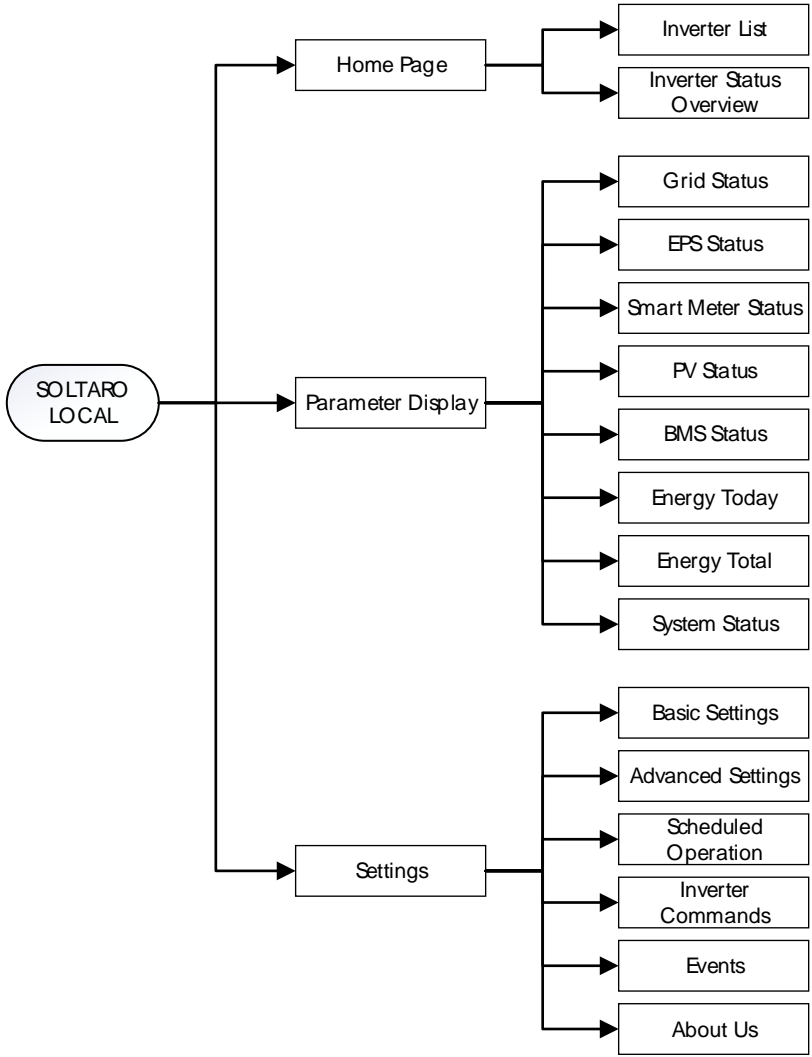 SOLTARO
LOCAL
Home Page
Inverter List
Inverter Status
Overview
Parameter Display
Grid Status
EPS Status
Smart Meter Status
PV Status
BMS Status
Energy Today
Energy Total
System Status
Settings
Basic Settings
Advanced Settings
Scheduled
Operation
Inverter
Commands
Events
About Us